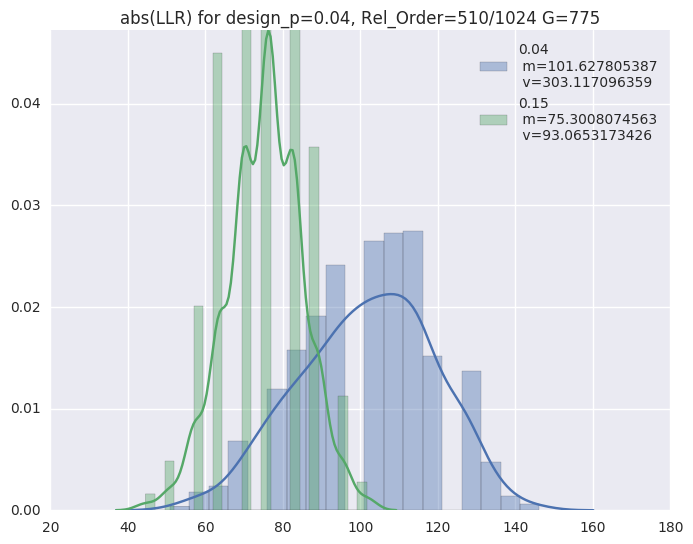 abs(LLR) for design_p=0.04, Rel_Order=510/1024 G=775
0.04
m=101.627805387
v=303.117096359
0.15
m=75.3008074563
v=93.0653173426
0.04
0.03
0.02
0.01
0.00
20 40 60 80 100 120 140 160 180